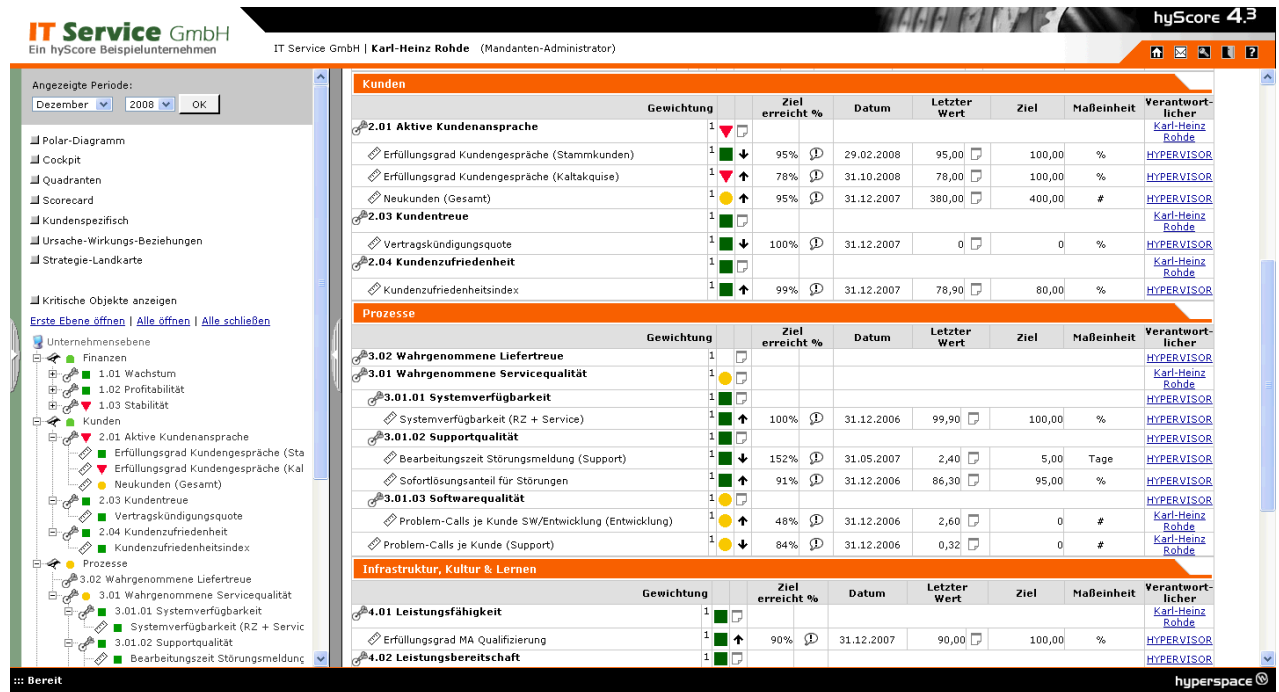 hyScore 4.3
IT Service GmbH
Ein hyScore Beispielunternehmen
IT Service GmbH | Karl-Heinz Rohde (Mandanten-Administrator)
Angezeigte Periode:
Dezember 2008 OK
Polar-Diagramm
Cockpit
Quadranten
Scorecard
Kundenspezifisch
Ursache-Wirkungs-Beziehungen
Strategie-Landkarte
Kritische Objekte anzeigen
Erste Ebene öffnen | Alle öffnen | Alle schließen
Unternehmensebene
Finanzen
1.01 Wachstum
1.02 Profitabilität
1.03 Stabilität
Kunden
2.01 Aktive Kundenansprache
Erfüllungsgrad Kundengespräche (Sta
Erfüllungsgrad Kundengespräche (Kal
Neukunden (Gesamt)
2.03 Kundentreue
Vertragskündigungsquote
2.04 Kundenzufriedenheit
Kundenzufriedenheitsindex
Prozesse
3.02 Wahrgenommene Liefertreue
3.01 Wahrgenommene Servicequalität
3.01.01 Systemverfügbarkeit
Systemverfügbarkeit (RZ + Servic
3.01.02 Supportqualität
Bearbeitungszeit Störungsmeldung
Kunden
Gewichtung Ziel erreicht % Datum Letzter Wert Ziel Maßeinheit Verantwort-licher
2.01 Aktive Kundenansprache 1 Karl-Heinz Rohde
Erfüllungsgrad Kundengespräche (Stammkunden) 1 95% 29.02.2008 95,00 100,00 % HYPERVISOR
Erfüllungsgrad Kundengespräche (Kaltakquise) 1 78% 31.10.2008 78,00 100,00 % HYPERVISOR
Neukunden (Gesamt) 1 95% 31.12.2007 380,00 400,00 # HYPERVISOR
2.03 Kundentreue 1 Karl-Heinz Rohde
Vertragskündigungsquote 1 100% 31.12.2007 0 0 % HYPERVISOR
2.04 Kundenzufriedenheit 1 Karl-Heinz Rohde
Kundenzufriedenheitsindex 1 99% 31.12.2007 78,90 80,00 % HYPERVISOR
Prozesse
Gewichtung Ziel erreicht % Datum Letzter Wert Ziel Maßeinheit Verantwort-licher
3.02 Wahrgenommene Liefertreue 1 HYPERVISOR
3.01 Wahrgenommene Servicequalität 1 Karl-Heinz Rohde
3.01.01 Systemverfügbarkeit 1 HYPERVISOR
Systemverfügbarkeit (RZ + Service) 1 100% 31.12.2006 99,90 100,00 % HYPERVISOR
3.01.02 Supportqualität 1 HYPERVISOR
Bearbeitungszeit Störungsmeldung (Support) 1 152% 31.05.2007 2,40 5,00 Tage HYPERVISOR
Sofortlösungsanteil für Störungen 1 91% 31.12.2006 86,30 95,00 % HYPERVISOR
3.01.03 Softwarequalität 1 HYPERVISOR
Problem-Calls je Kunde SW/Entwicklung (Entwicklung) 1 48% 31.12.2006 2,60 0 # Karl-Heinz Rohde
Problem-Calls je Kunde (Support) 1 84% 31.12.2006 0,32 0 # Karl-Heinz Rohde
Infrastruktur, Kultur & Lernen
Gewichtung Ziel erreicht % Datum Letzter Wert Ziel Maßeinheit Verantwort-licher
4.01 Leistungsfähigkeit 1 Karl-Heinz Rohde
Erfüllungsgrad MA Qualifizierung 1 90% 31.12.2007 90,00 100,00 % HYPERVISOR
4.02 Leistungsbereitschaft 1 HYPERVISOR
::: Bereit
hyperspace